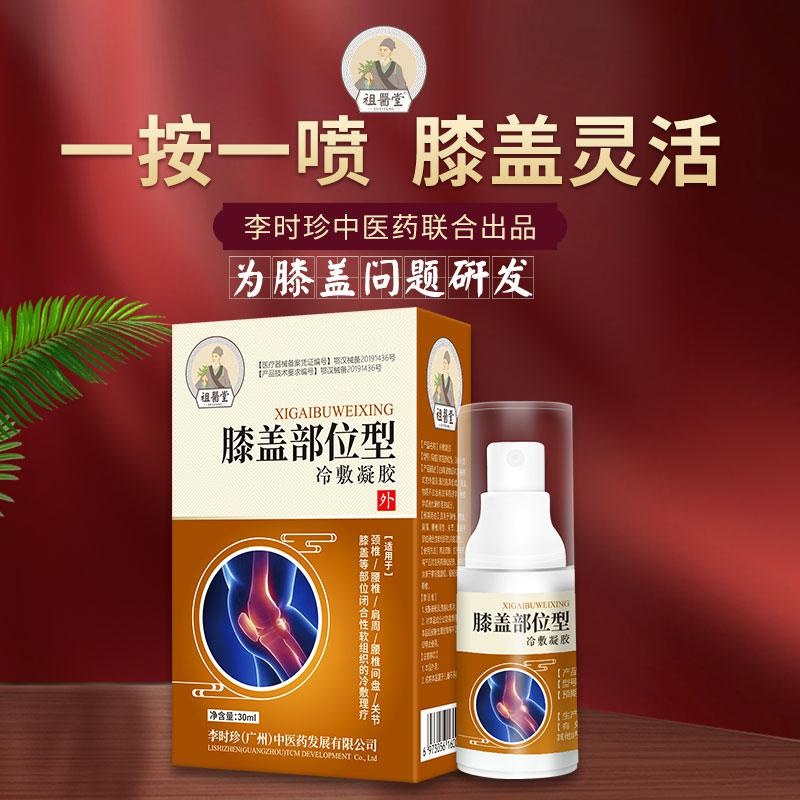 祖醫堂
一按一喷 膝盖灵活
李时珍中医药联合出品
为膝盖问题研发
祖醫堂
【医疗器械备案凭证编号】鄂汉械备20191436号
【产品技术要求编号】鄂汉械备20191436号
XIGAIBUWEIXING
膝盖部位型
冷敷凝胶
外
【适用于】
颈椎/腰椎/肩周/腰椎间盘/关节
膝盖等部位闭合性软组织的冷敷理疗
净含量:30ml
李时珍(广州)中医药发展有限公司
LISHIZHEN(GUANGZHOU)TCM DEVELOPMENT Co., Ltd
祖醫堂
XIGAIBUWEIXING
膝盖部位型
冷敷凝胶